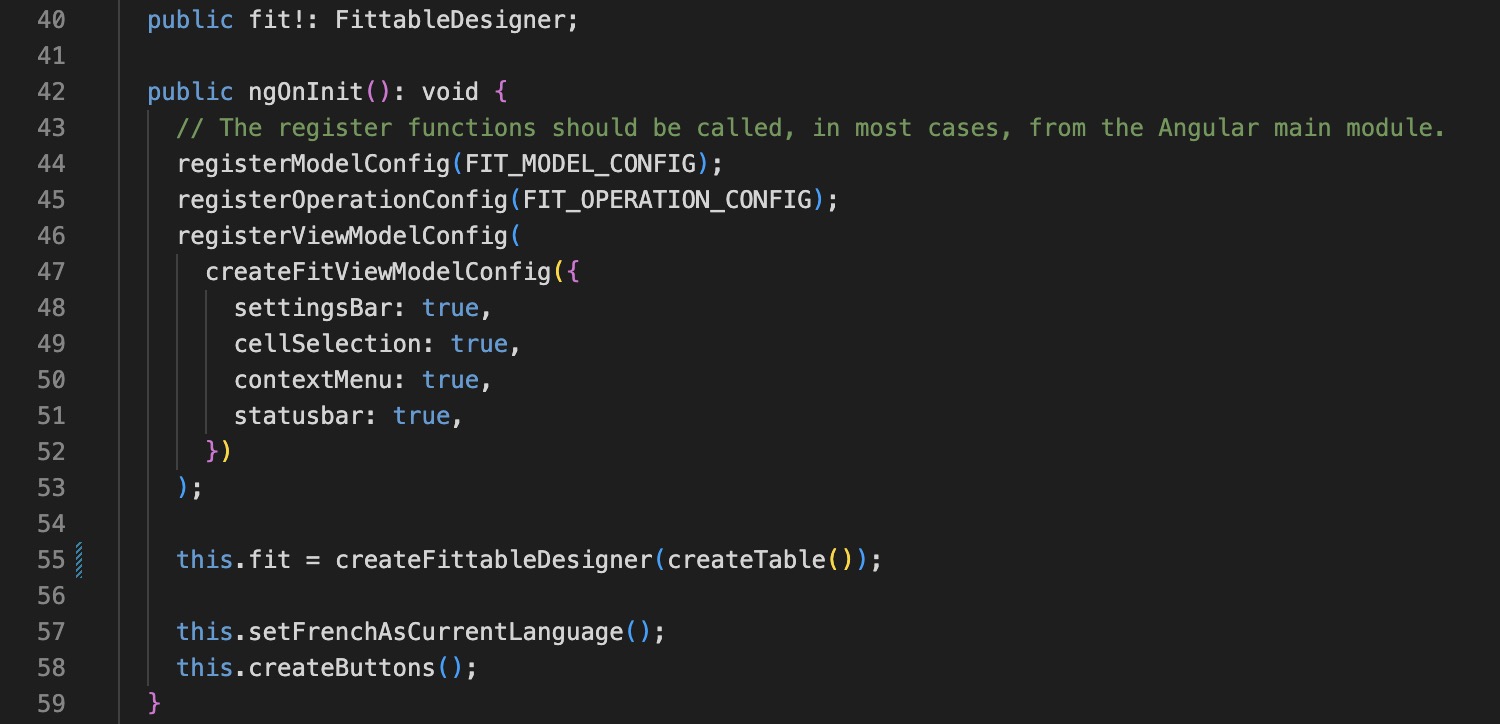 40 public fit!: FittableDesigner;
41
42 public ngOnInit(): void {
43 // The register functions should be called, in most cases, from the Angular main module.
44 registerModelConfig(FIT_MODEL_CONFIG);
45 registerOperationConfig(FIT_OPERATION_CONFIG);
46 registerViewModelConfig(
47 createFitViewModelConfig({
48 settingsBar: true,
49 cellSelection: true,
50 contextMenu: true,
51 statusbar: true,
52 })
53 );
54
55 this.fit = createFittableDesigner(createTable());
56
57 this.setFrenchAsCurrentLanguage();
58 this.createButtons();
59 }